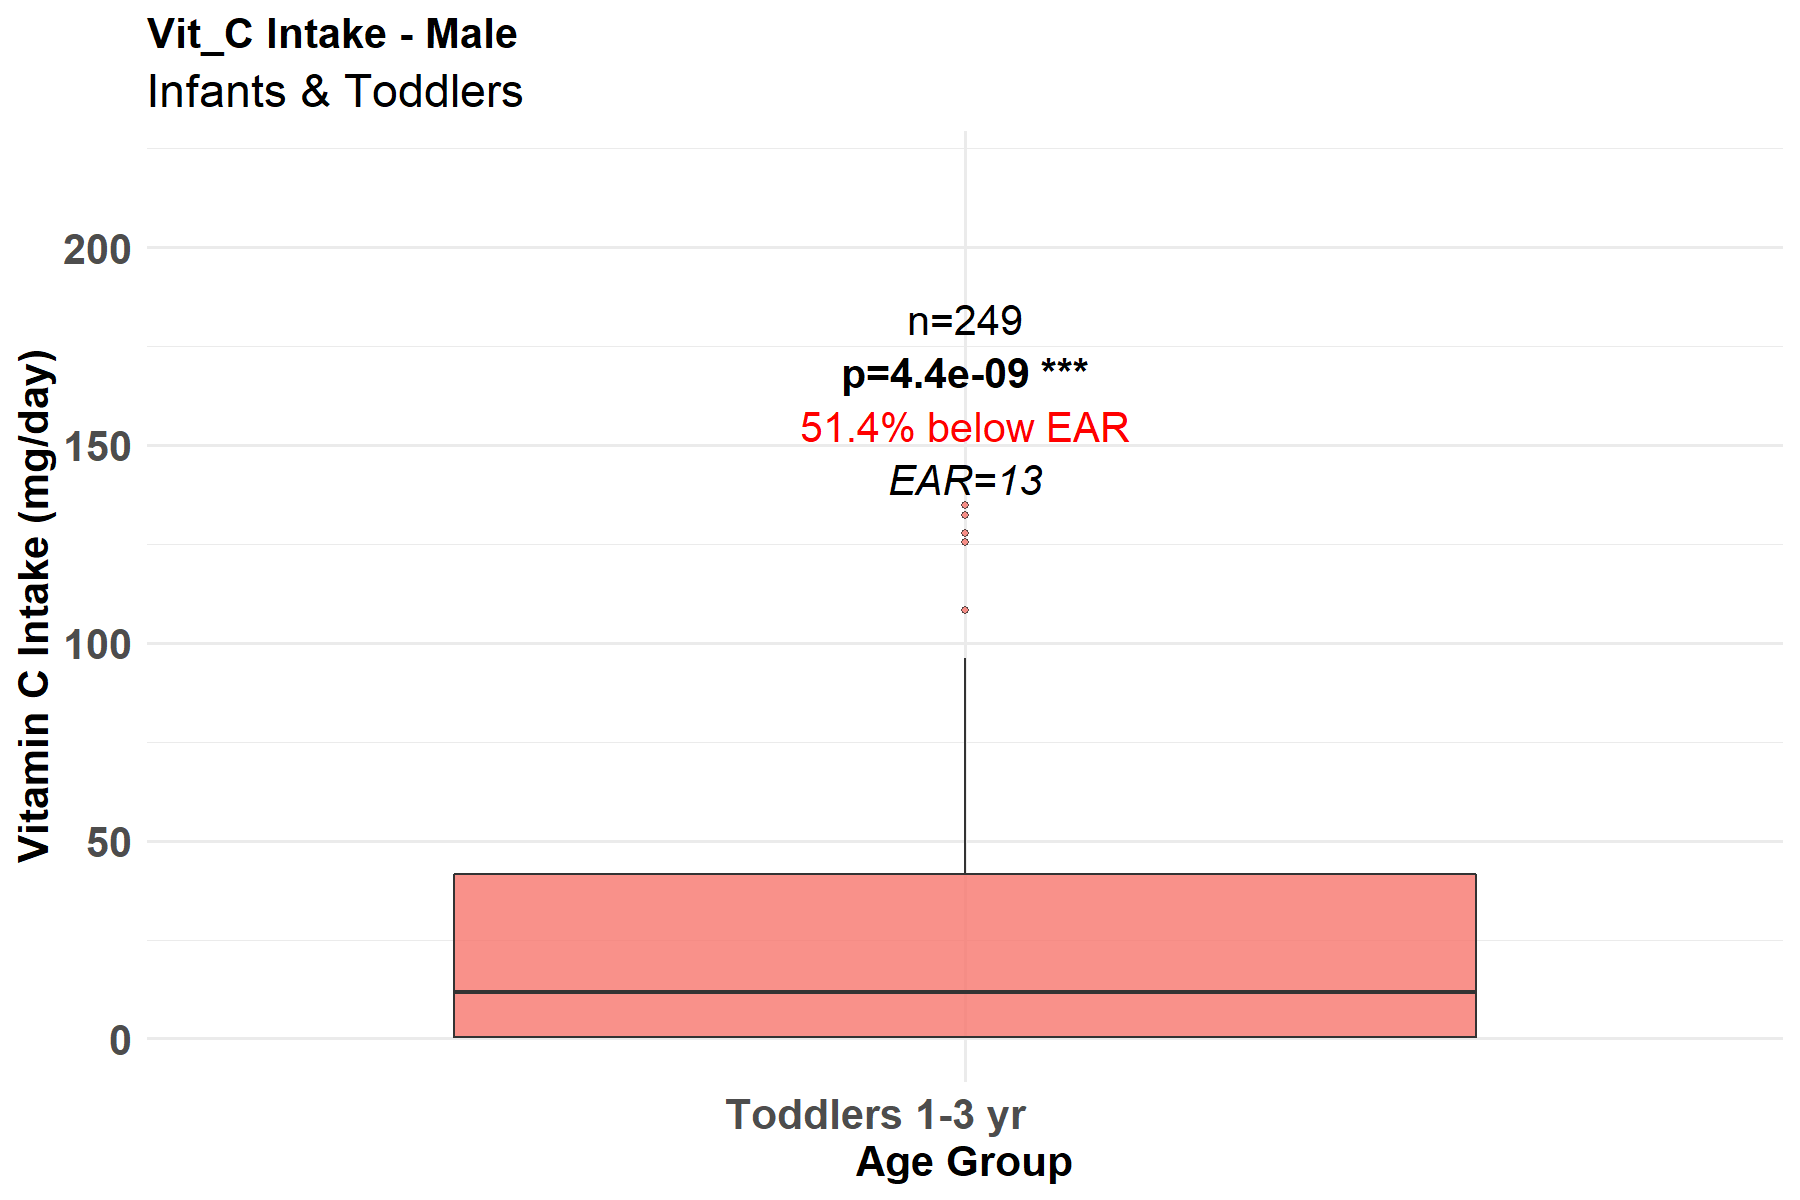 Vit_C Intake - Male
Infants & Toddlers
Vitamin C Intake (mg/day)
200
150
100
50
0
n=249
p=4.4e-09 ***
51.4% below EAR
EAR=13
Toddlers 1-3 yr
Age Group